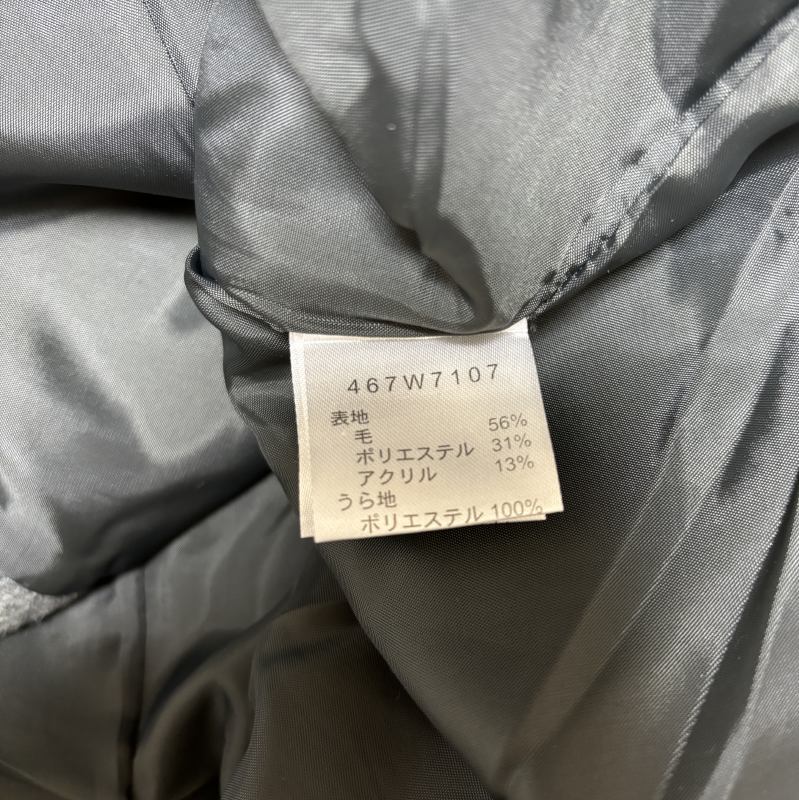 467W7107
表地
毛 56%
ポリエステル 31%
アクリル 13%
うら地
ポリエステル 100%